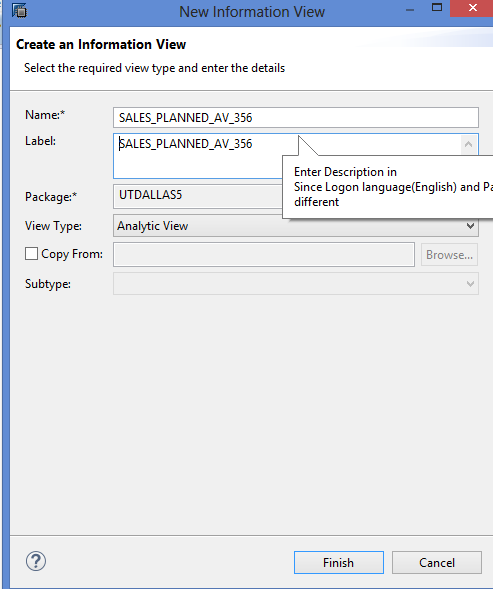 New Information View
Create an Information View
Select the required view type and enter the details
Name:* SALES_PLANNED_AV_356
Label: SALES_PLANNED_AV_356
Enter Description in
Since Logon language(English) and
different
Package:* UTDALLAS5
View Type: Analytic View
Copy From: Browse...
Subtype:
Finish Cancel